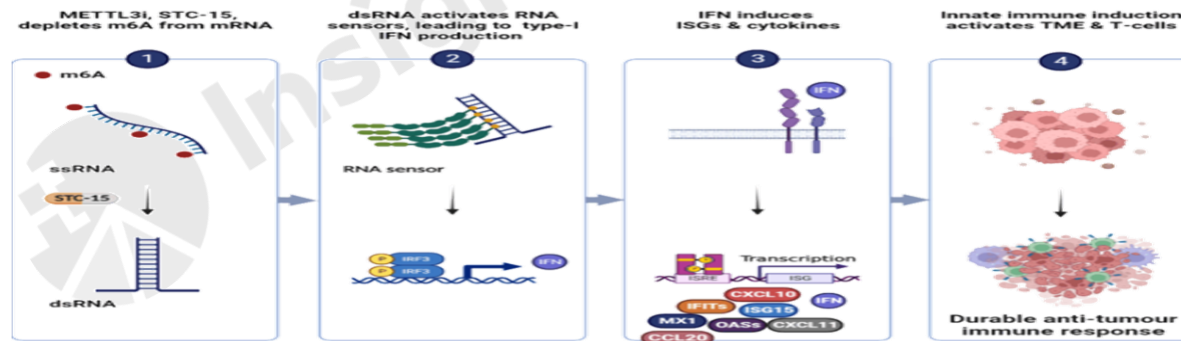 METTL3i, STC-15,
depletes m6A from mRNA
1
m6A
ssRNA
STC-15
dsRNA
dsRNA activates RNA
sensors, leading to type-I
IFN production
2
RNA sensor
P IRF3
P IRF3
IFN
IFN induces
ISGs & cytokines
3
IFN
Transcription
ISRE
ISG
CXCL10
IFN
IFITs
ISG15
MX1
OASs
CXCL11
CCL20
Innate immune induction
activates TME & T-cells
4
Durable anti-tumour
immune response
Insig